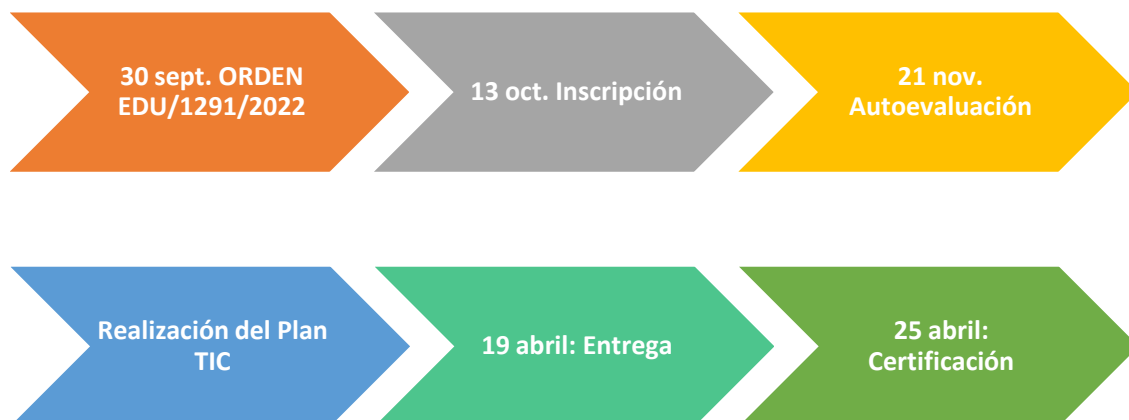 30 sept. ORDEN
EDU/1291/2022
13 oct. Inscripción
21 nov.
Autoevaluación
Realización del Plan
TIC
19 abril: Entrega
25 abril:
Certificación